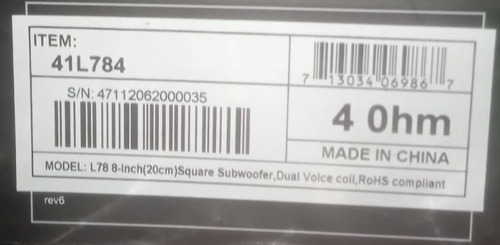 ITEM:
41L784
7 13034 06986 7
S/N: 47112062000035
4 Ohm
MADE IN CHINA
MODEL: L78 8-Inch(20cm)Square Subwoofer,Dual Voice coil,RoHS compliant
rev6